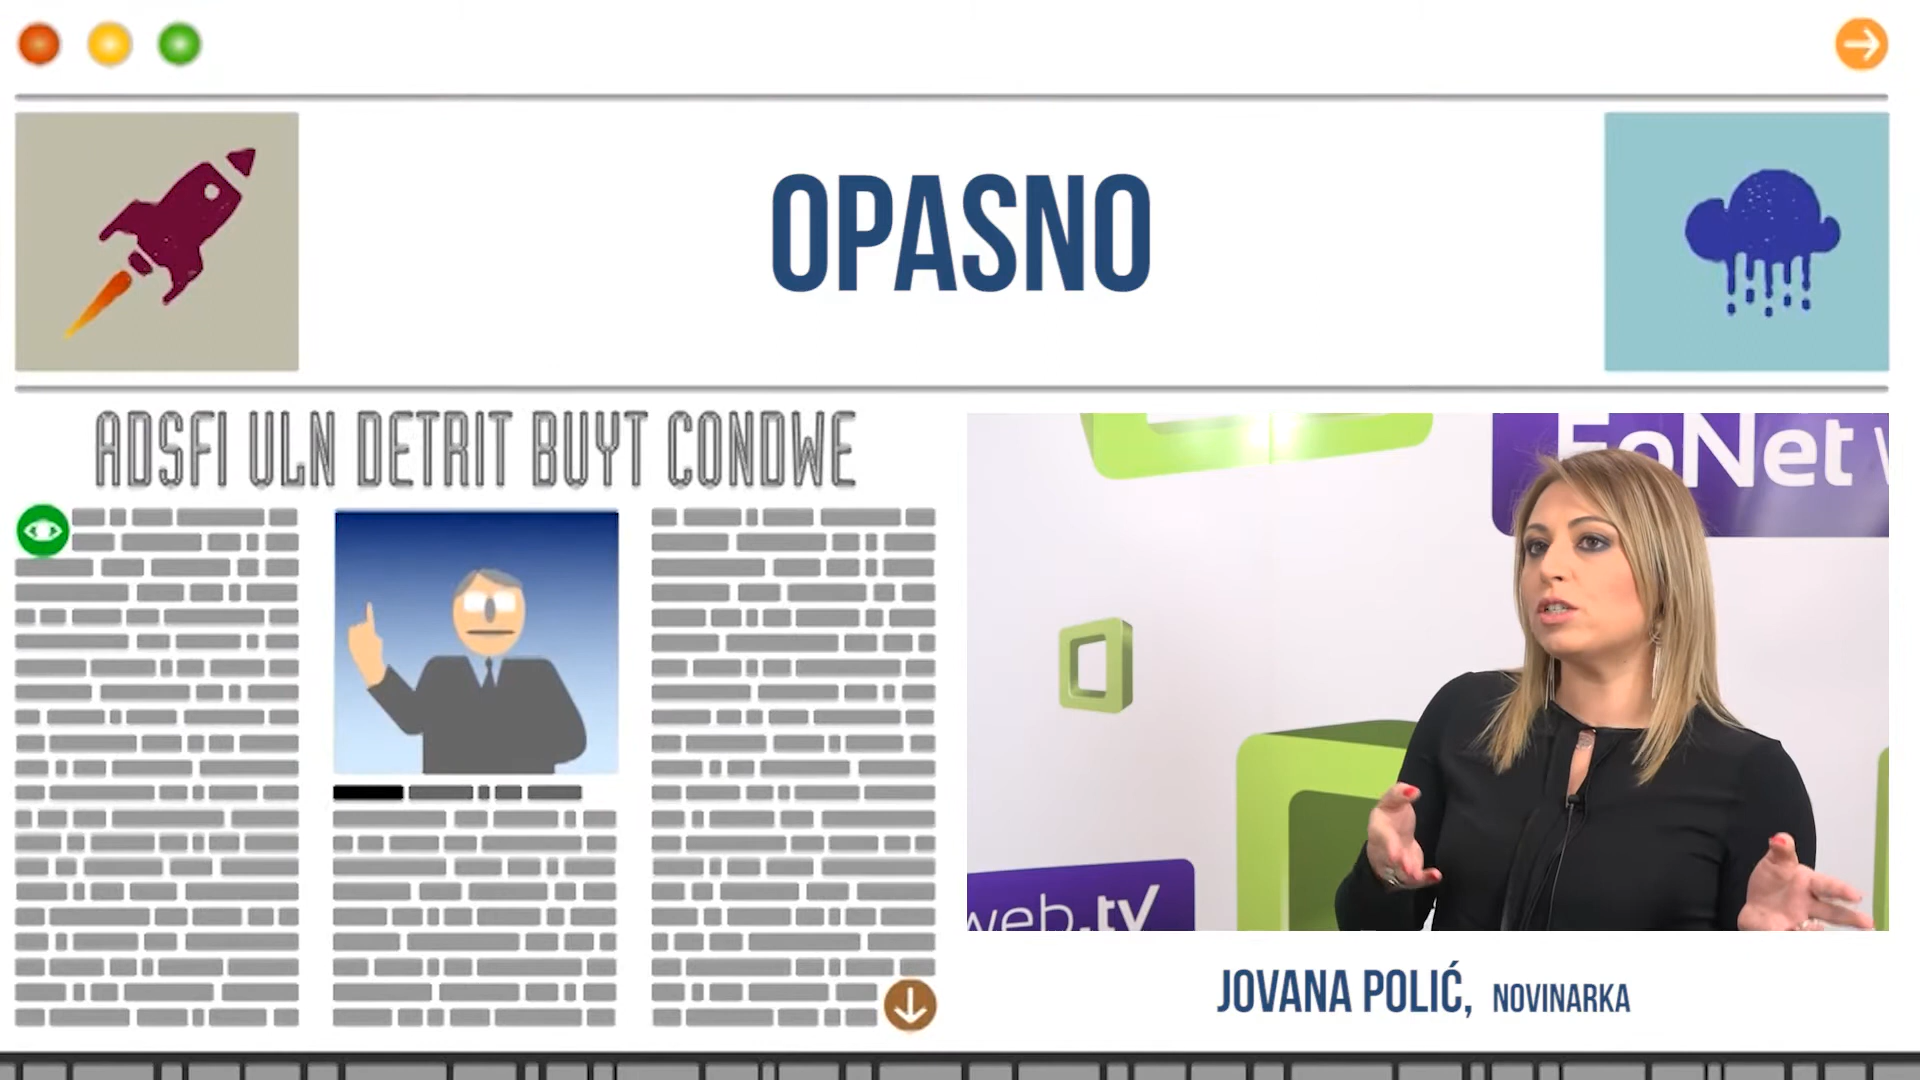 OPASNO
ADSFI ULN DETRIT BUYT CONDWE
FoNet
web.tv
JOVANA POLIĆ, NOVINARKA